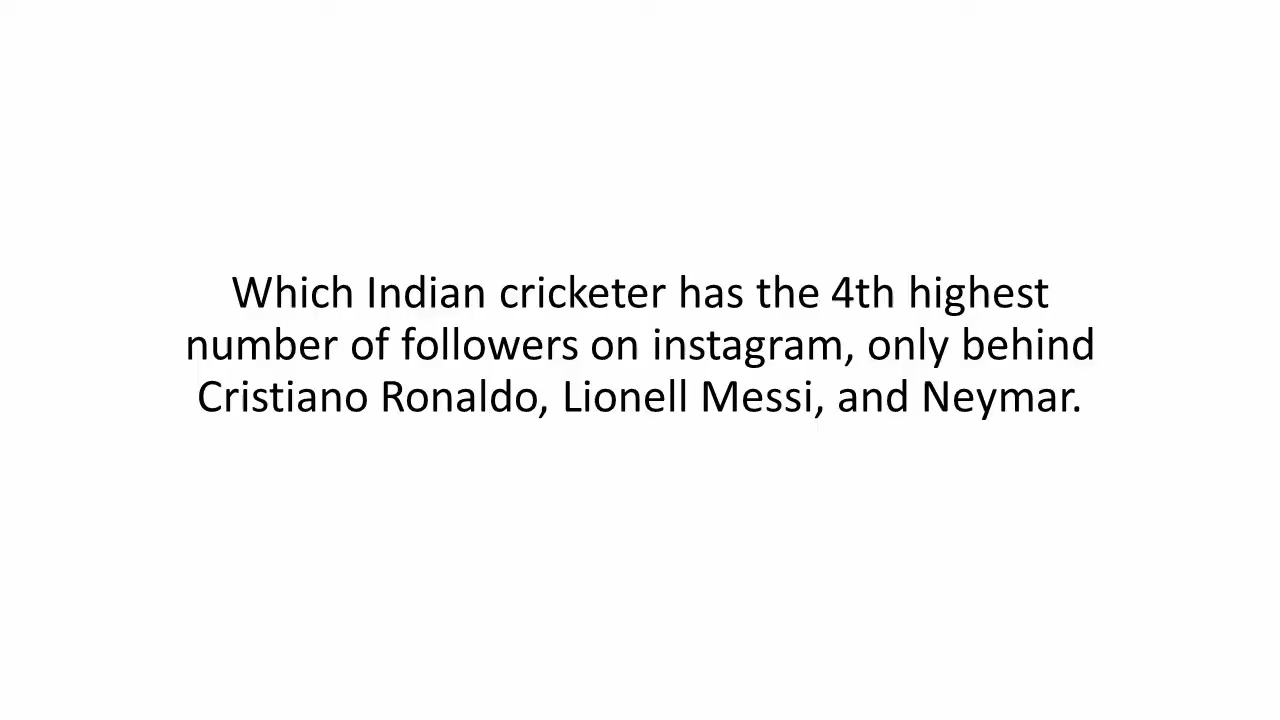 Which Indian cricketer has the 4th highest
number of followers on instagram, only behind
Cristiano Ronaldo, Lionell Messi, and Neymar.